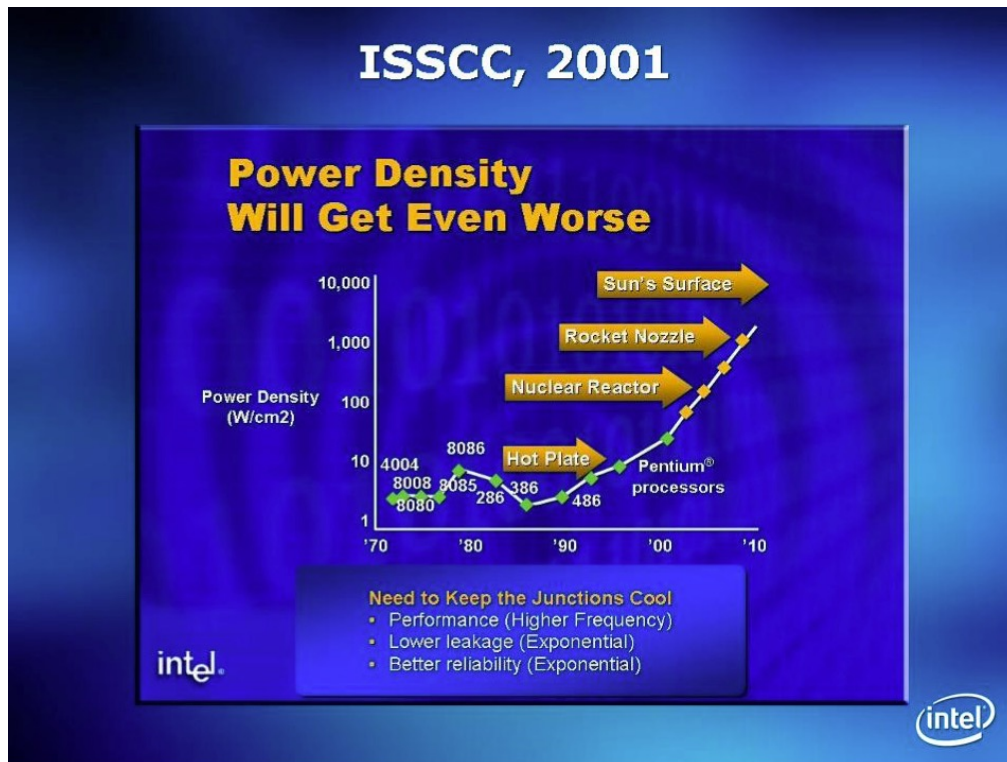 ISSCC, 2001
Power Density
Will Get Even Worse
10,000
1,000
100
10
1
Power Density
(W/cm2)
Sun's Surface
Rocket Nozzle
Nuclear Reactor
Hot Plate
4004
8008
8080
8085
8086
286
386
486
Pentium®
processors
'70
'80
'90
'00
'10
Need to Keep the Junctions Cool
• Performance (Higher Frequency)
• Lower leakage (Exponential)
• Better reliability (Exponential)
intel.
intel